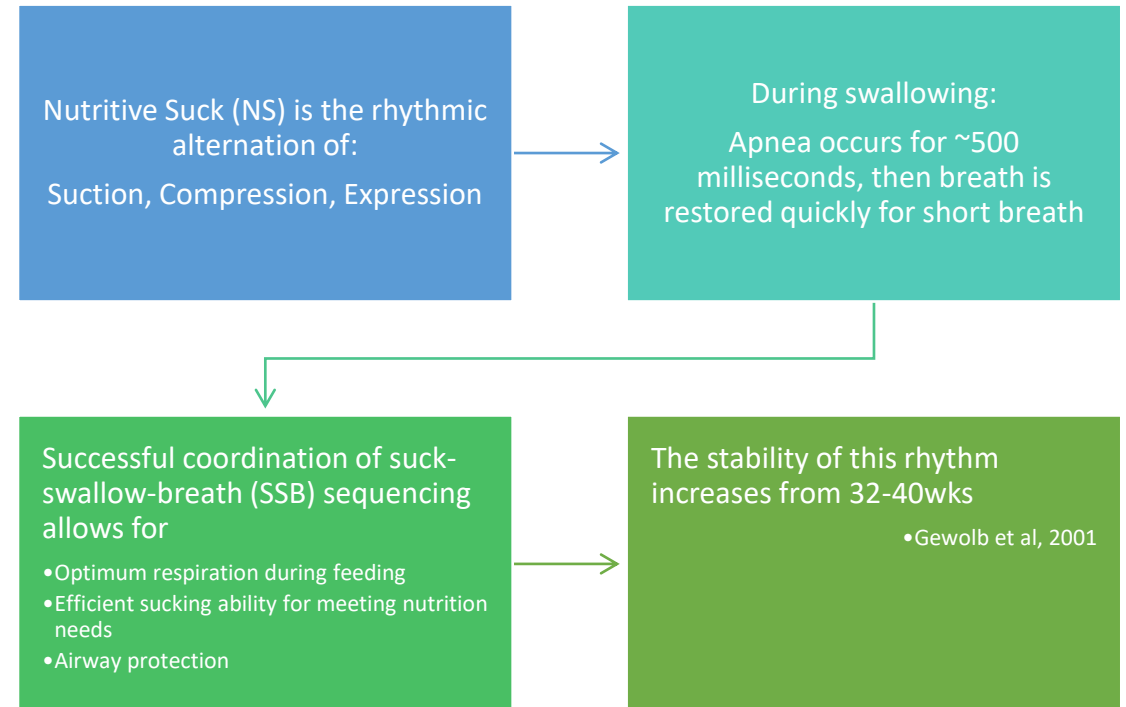 Nutritive Suck (NS) is the rhythmic
alternation of:
Suction, Compression, Expression
During swallowing:
Apnea occurs for ~500
milliseconds, then breath is
restored quickly for short breath
Successful coordination of suck-
swallow-breath (SSB) sequencing
allows for
•Optimum respiration during feeding
•Efficient sucking ability for meeting nutrition
needs
•Airway protection
The stability of this rhythm
increases from 32-40wks
•Gewolb et al, 2001